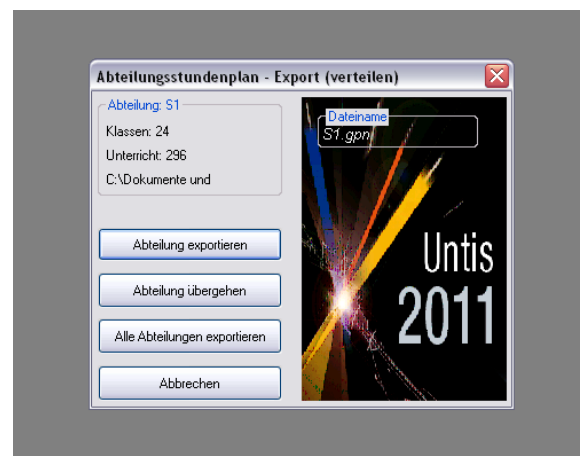 Abteilungsstundenplan - Export (verteilen)
Abteilung: S1
Klassen: 24
Unterricht: 296
C:\Dokumente und
Dateiname
S1.gpn
Abteilung exportieren
Abteilung übergehen
Alle Abteilungen exportieren
Abbrechen
Untis
2011